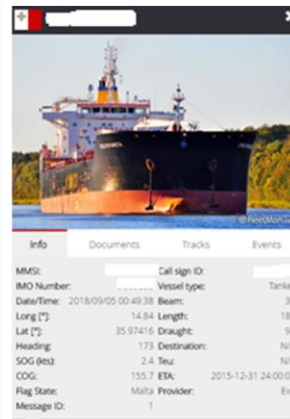 Info Documents Tracks Events
MMSI: Call sign ID:
IMO Number: Vessel type: Tanke
Date/Time: 2018/09/05 00:49:38 Beam: 3
Long [°]: 14.84 Length: 18
Lat [°]: 35.97416 Draught: 9
Heading: 173 Destination: N
SOG (kts): 2.4 Teu: N
COG: 155.7 ETA: 2015-12-31 24:00:0
Flag State: Malta Provider: Ex
Message ID: 1